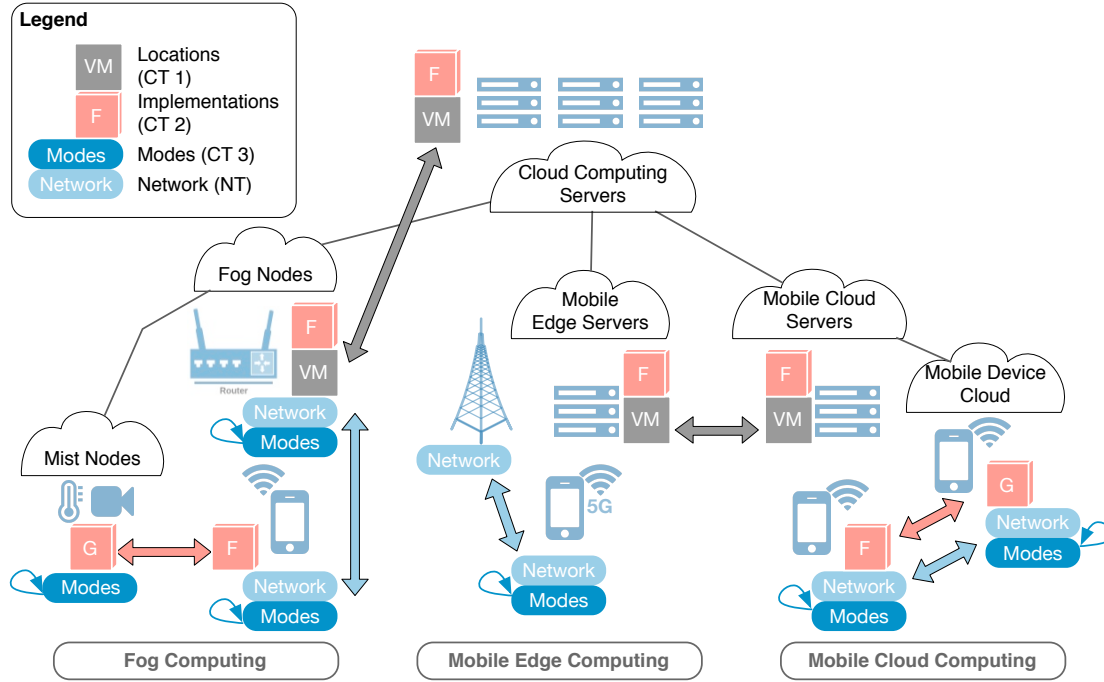 Legend
VM
Locations
(CT 1)
F
Implementations
(CT 2)
Modes
Modes (CT 3)
Network
Network (NT)
F
VM
Cloud Computing
Servers
Fog Nodes
Mobile
Edge Servers
Mobile Cloud
Servers
Mobile Device
Cloud
F
VM
Router
Network
Modes
F
VM
F
VM
Mist Nodes
Network
5G
G
F
Modes
Network
Modes
Network
Modes
F
Network
Modes
G
Network
Modes
Fog Computing
Mobile Edge Computing
Mobile Cloud Computing